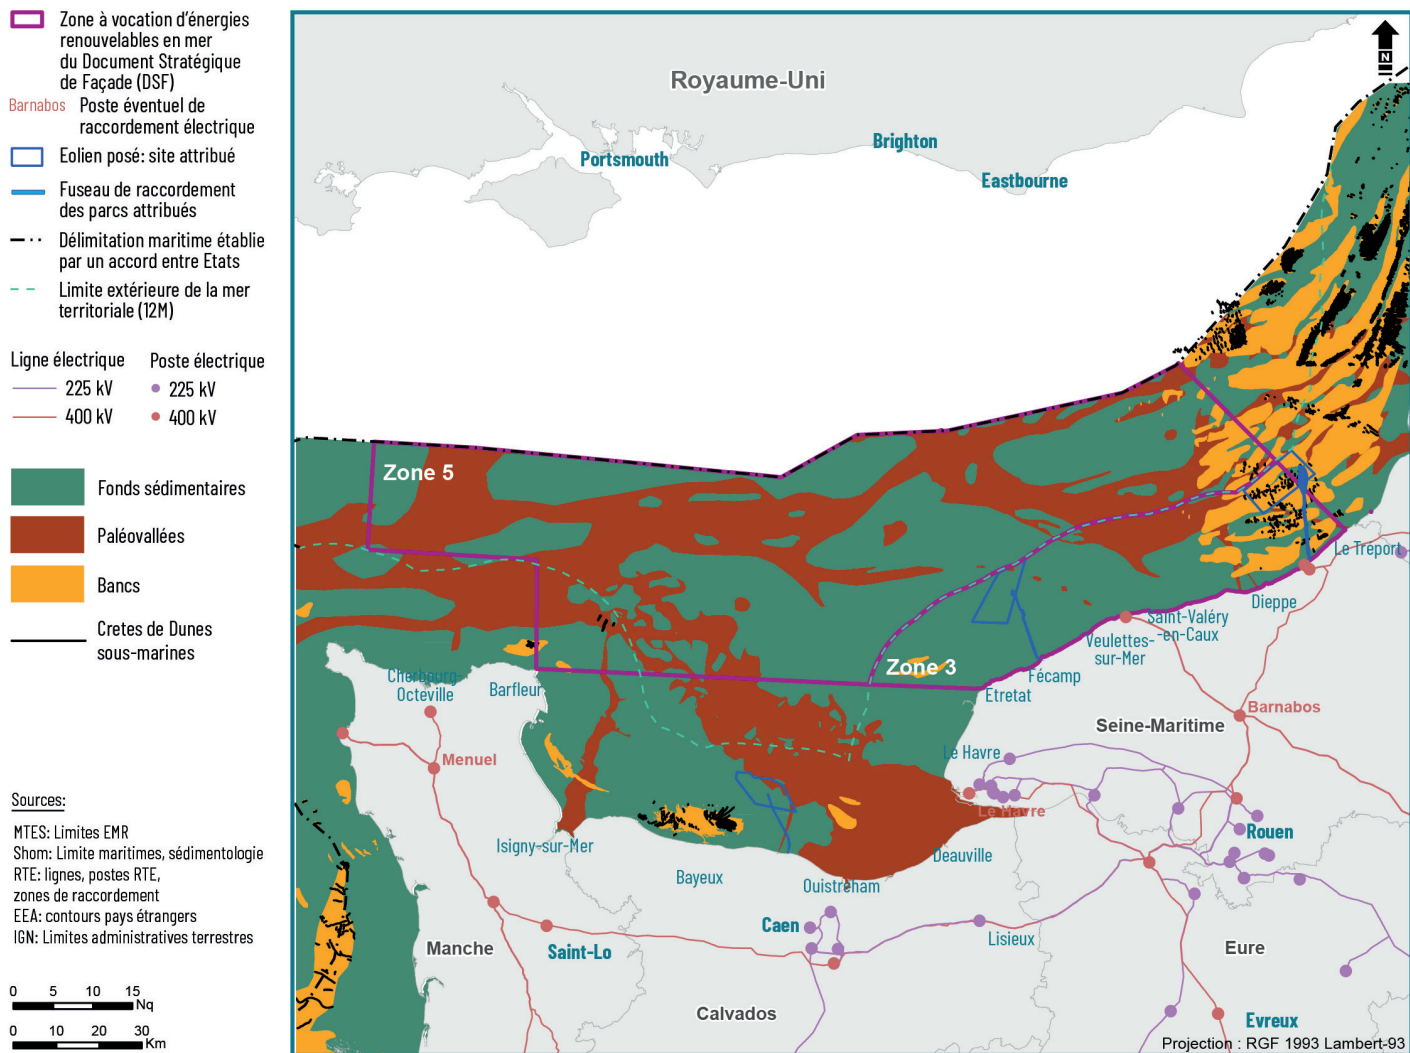 Zone à vocation d'énergies
renouvelables en mer
du Document Stratégique
de Façade (DSF)
Barnabos Poste éventuel de
raccordement électrique
Eolien posé: site attribué
Fuseau de raccordement
des parcs attribués
Délimitation maritime établie
par un accord entre Etats
Limite extérieure de la mer
territoriale (12M)
Ligne électrique Poste électrique
225 kV 225 kV
400 kV 400 kV
Fonds sédimentaires
Paléovallées
Bancs
Cretes de Dunes
sous-marines
Sources:
MTES: Limites EMR
Shom: Limite maritimes, sédimentologie
RTE: lignes, postes RTE,
zones de raccordement
EEA: contours pays étrangers
IGN: Limites administratives terrestres
0 5 10 15
Nq
0 10 20 30
Km
N
Royaume-Uni
Portsmouth
Brighton
Eastbourne
Zone 5
Zone 3
Le Tréport
Dieppe
Saint-Valéry
-en-Caux
Veulettes-
sur-Mer
Fécamp
Etretat
Cherbourg-
Octeville
Barfleur
Barnabos
Seine-Maritime
Menuel
Le Havre
Le Havre
Rouen
Isigny-sur-Mer
Deauville
Bayeux
Ouistreham
Caen
Lisieux
Manche
Saint-Lo
Eure
Calvados
Evreux
Projection : RGF 1993 Lambert-93